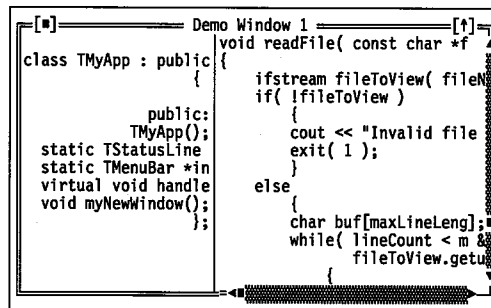 [■] Demo Window 1 [↑]
class TMyApp : public
{
public:
TMyApp();
static TStatusLine
static TMenuBar *in
virtual void handle
void myNewWindow();
};
void readFile( const char *f
{
ifstream fileToView( fileN
if( !fileToView )
{
cout << "Invalid file
exit( 1 );
}
else
{
char buf[maxLineLeng];
while( lineCount < m &
fileToView.getu
{